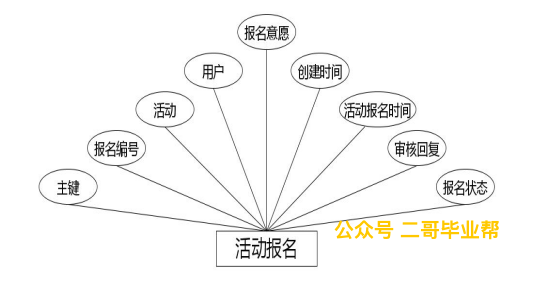 报名意愿
用户
创建时间
活动
活动报名时间
报名编号
审核回复
主键
报名状态
公众号 二哥毕业帮
活动报名